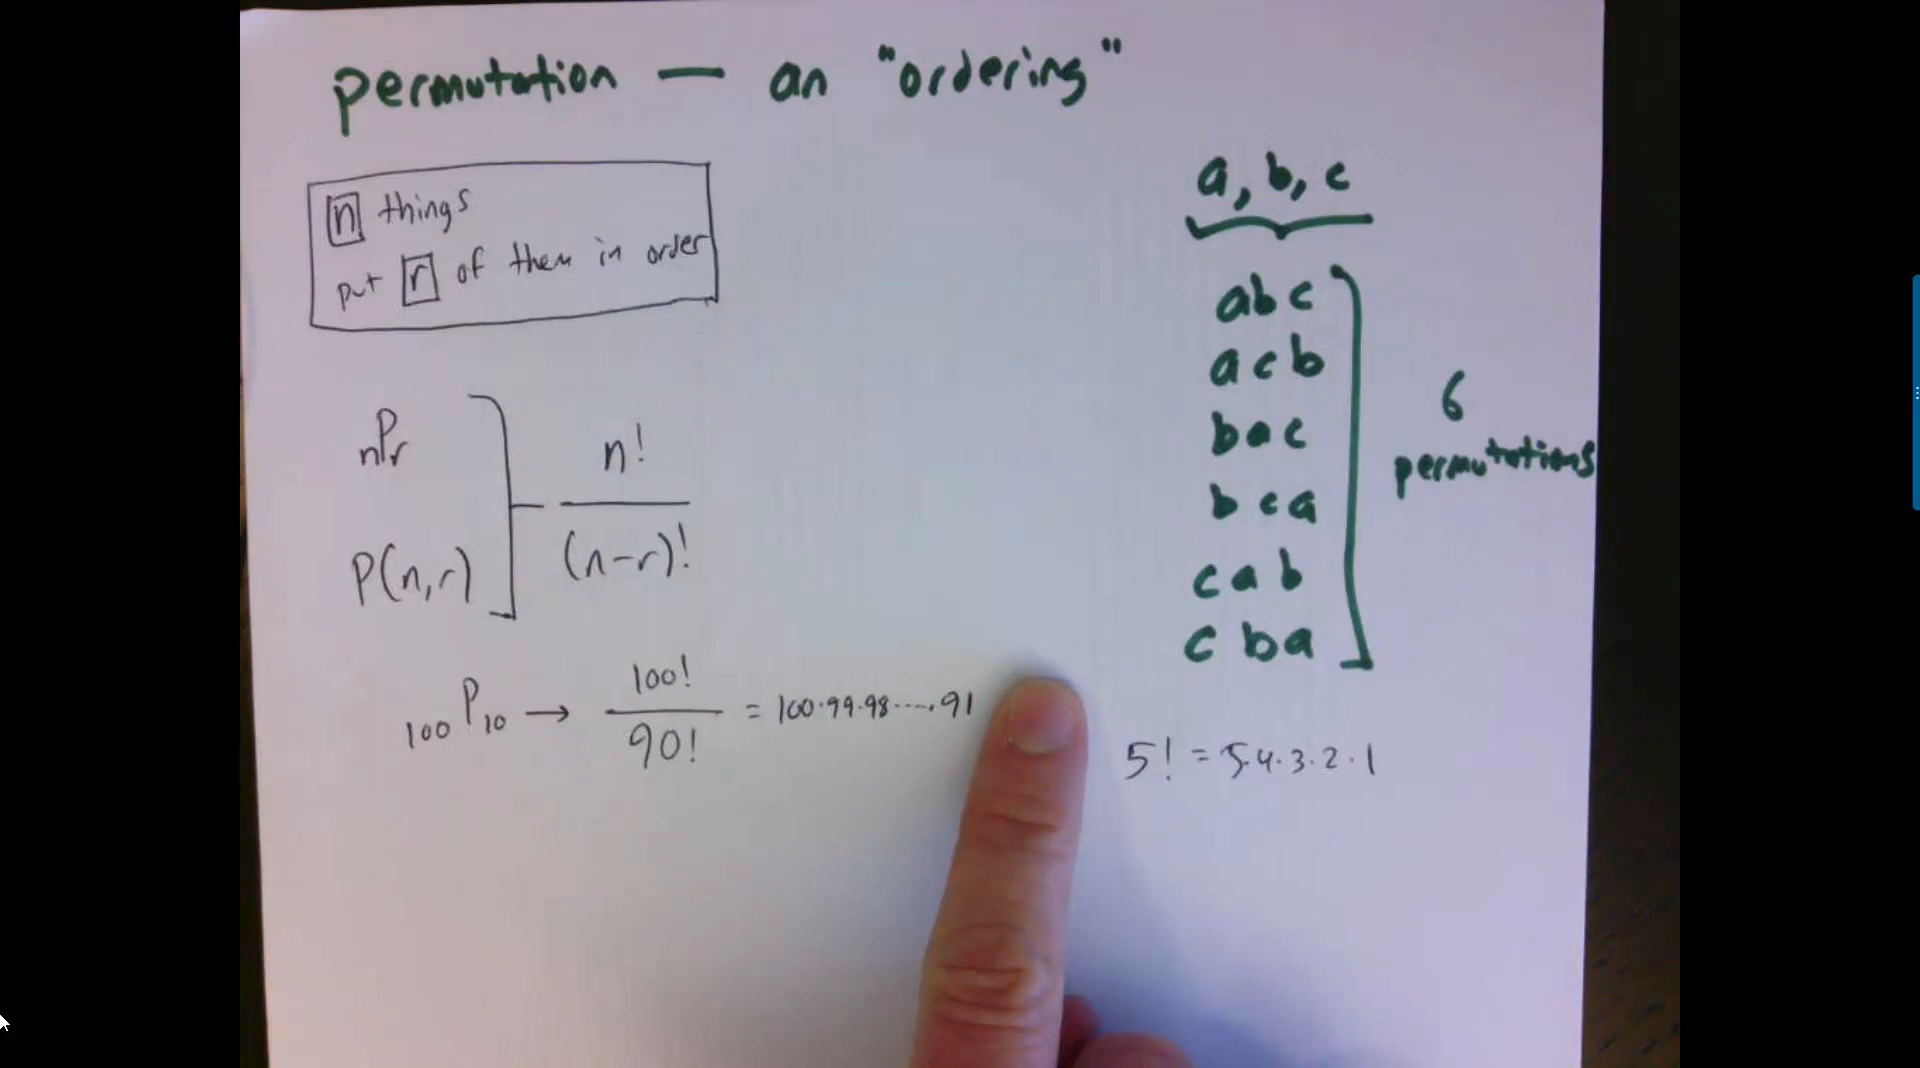 permutation — an "ordering"
n things
put r of them in order
nPr
P(n,r)
n!
(n-r)!
100P10 → 100!
90!
= 100·99·98·····91
a, b, c
abc
acb
bac
bca
cab
cba
6
permutations
5! = 5·4·3·2·1